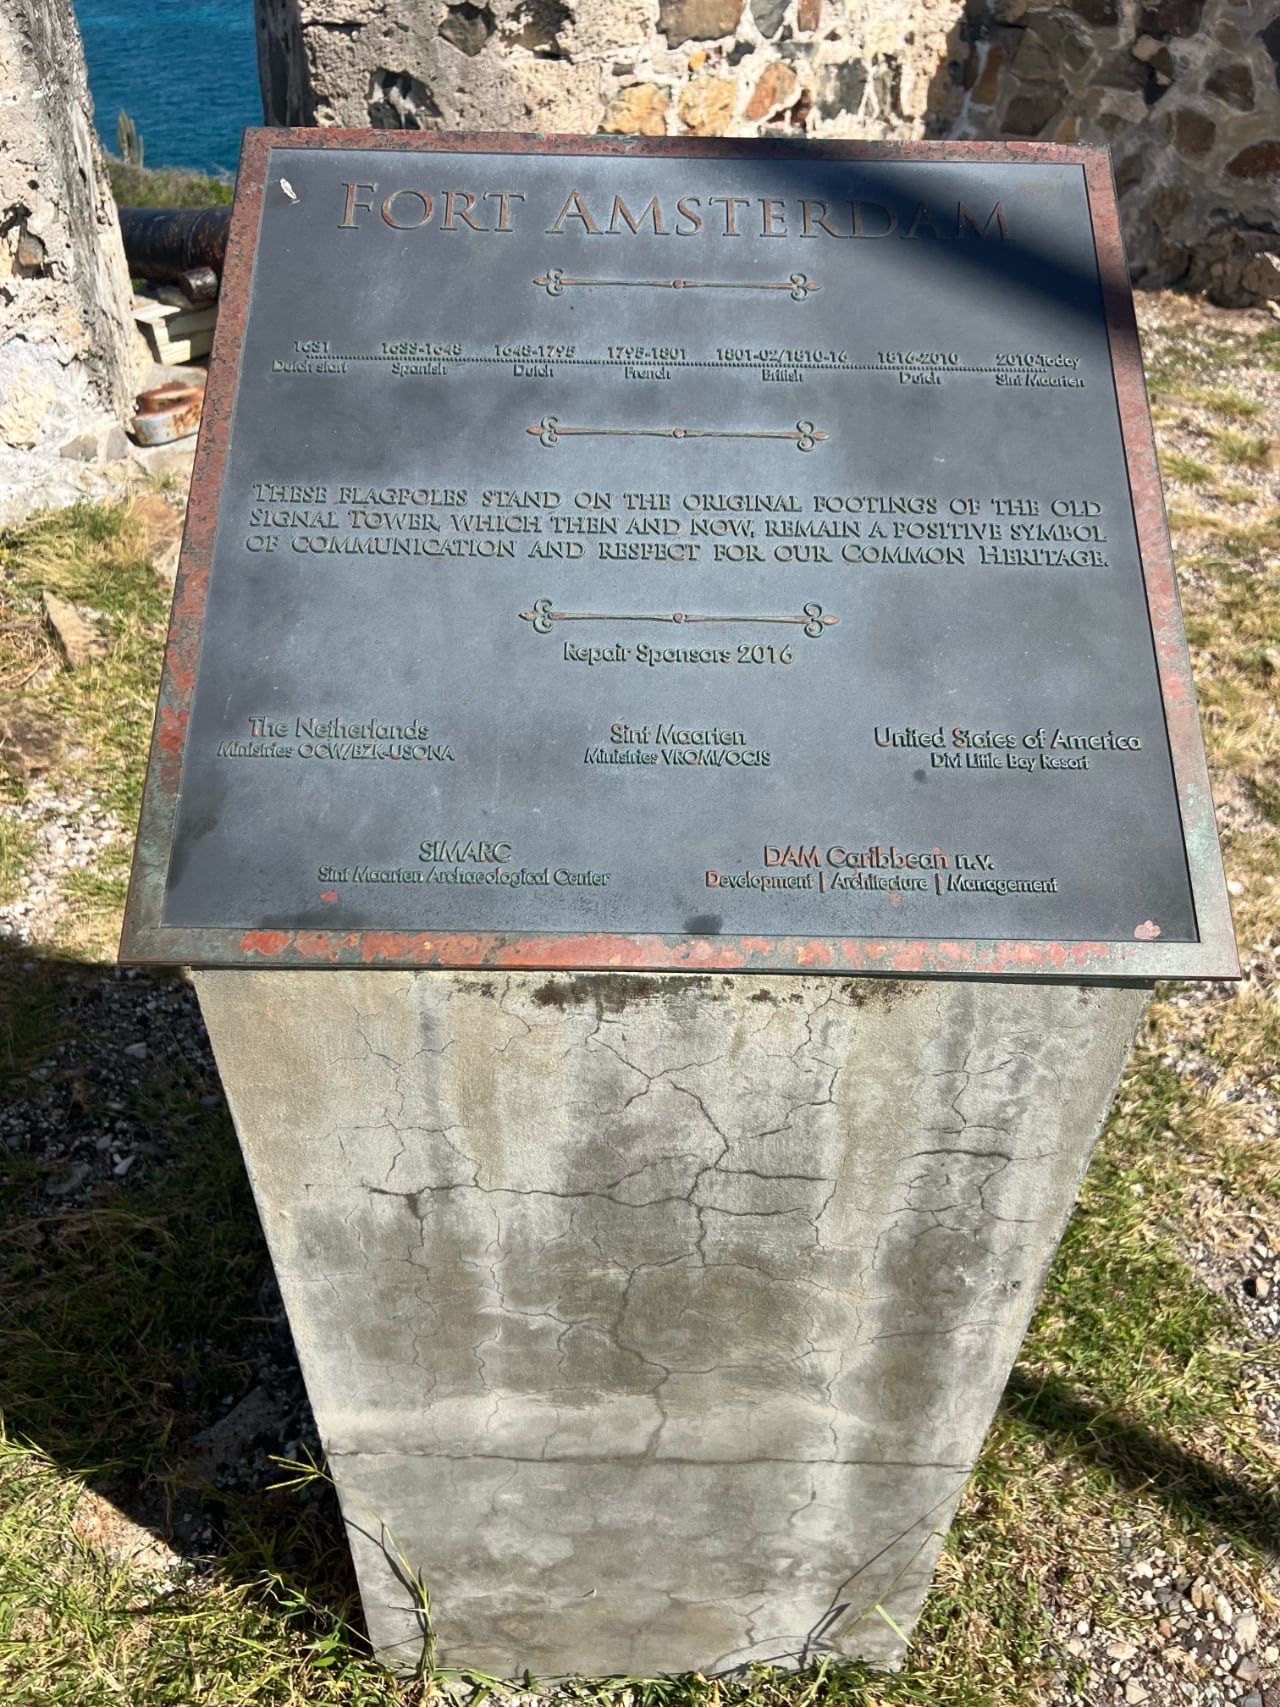 FORT AMSTERDAM
1631 1633-1648 1648-1795 1795-1801 1801-02/1810-16 1816-2010 2010-Today
Dutch start Spanish Dutch French British Dutch Sint Maarten
THESE FLAGPOLES STAND ON THE ORIGINAL FOOTINGS OF THE OLD
SIGNAL TOWER, WHICH THEN AND NOW, REMAIN A POSITIVE SYMBOL
OF COMMUNICATION AND RESPECT FOR OUR COMMON HERITAGE.
Repair Sponsors 2016
The Netherlands Sint Maarten United States of America
Ministries OCW/BZK-USONA Ministries VROMI/OCJS Divi Little Bay Resort
SIMARC DAM Caribbean n.v.
Sint Maarten Archaeological Center Development | Architecture | Management